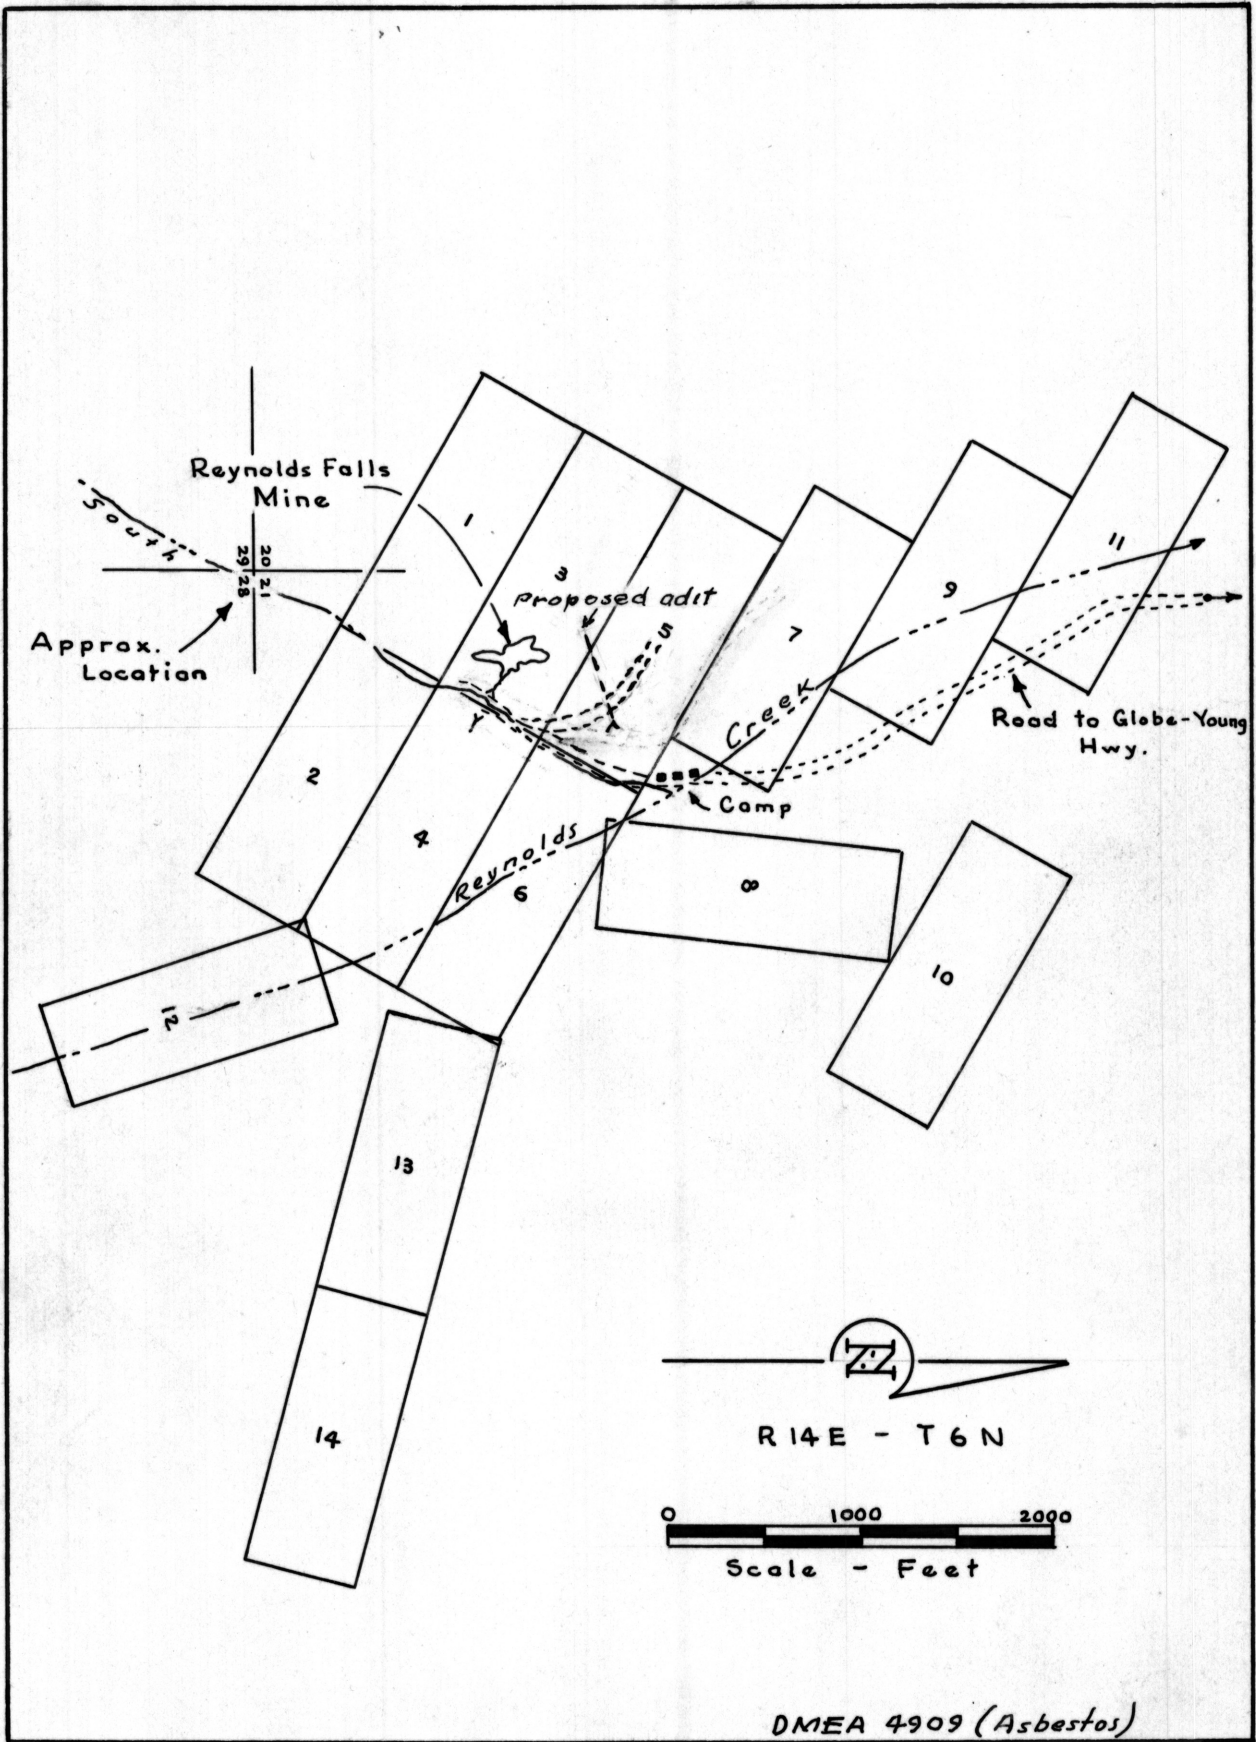 Reynolds Falls
Mine
South
29 20
28 21
Approx.
Location
1
3
proposed adit
5
7
9
11
Y
Creek
Road to Globe-Young
Hwy.
Camp
2
4
Reynolds
6
8
10
12
13
14
N
R 14 E - T 6 N
0 1000 2000
Scale - Feet
DMEA 4909 (Asbestos)